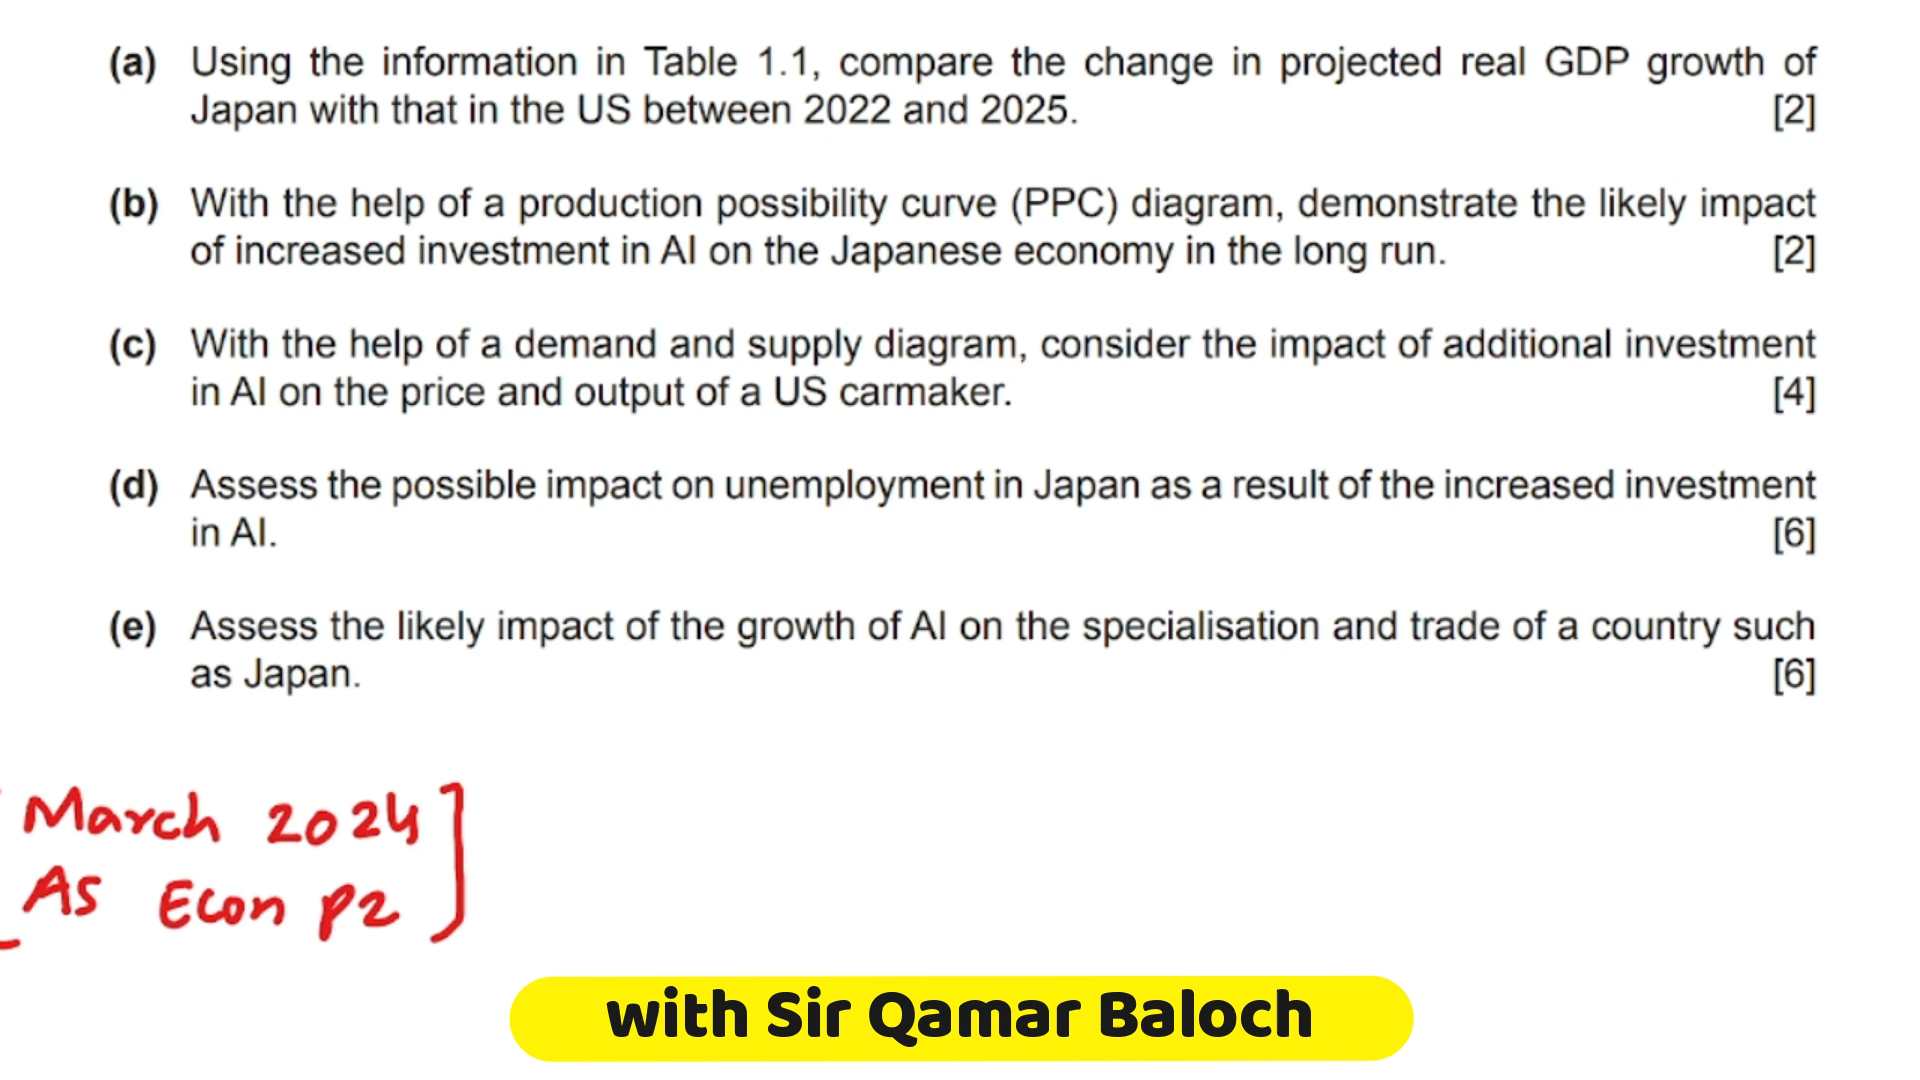 (a) Using the information in Table 1.1, compare the change in projected real GDP growth of
Japan with that in the US between 2022 and 2025. [2]
(b) With the help of a production possibility curve (PPC) diagram, demonstrate the likely impact
of increased investment in AI on the Japanese economy in the long run. [2]
(c) With the help of a demand and supply diagram, consider the impact of additional investment
in AI on the price and output of a US carmaker. [4]
(d) Assess the possible impact on unemployment in Japan as a result of the increased investment
in AI. [6]
(e) Assess the likely impact of the growth of AI on the specialisation and trade of a country such
as Japan. [6]
March 2024]
As Econ P2
with Sir Qamar Baloch